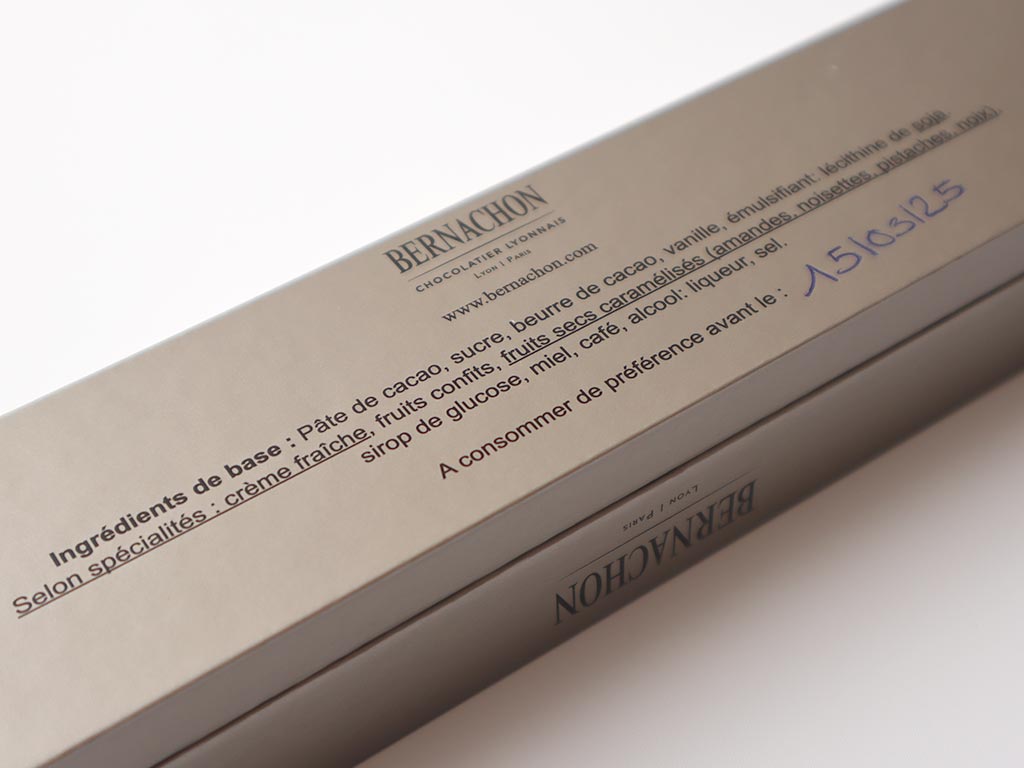 BERNACHON
CHOCOLATIER LYONNAIS
LYON | PARIS
www.bernachon.com
Ingrédients de base : Pâte de cacao, sucre, beurre de cacao, vanille, émulsifiant: lécithine de soja.
Selon spécialités : crème fraîche, fruits confits, fruits secs caramélisés (amandes, noisettes, pistaches, noix),
sirop de glucose, miel, café, alcool: liqueur, sel.
A consommer de préférence avant le : 15/03/25
BERNACHON
LYON | PARIS